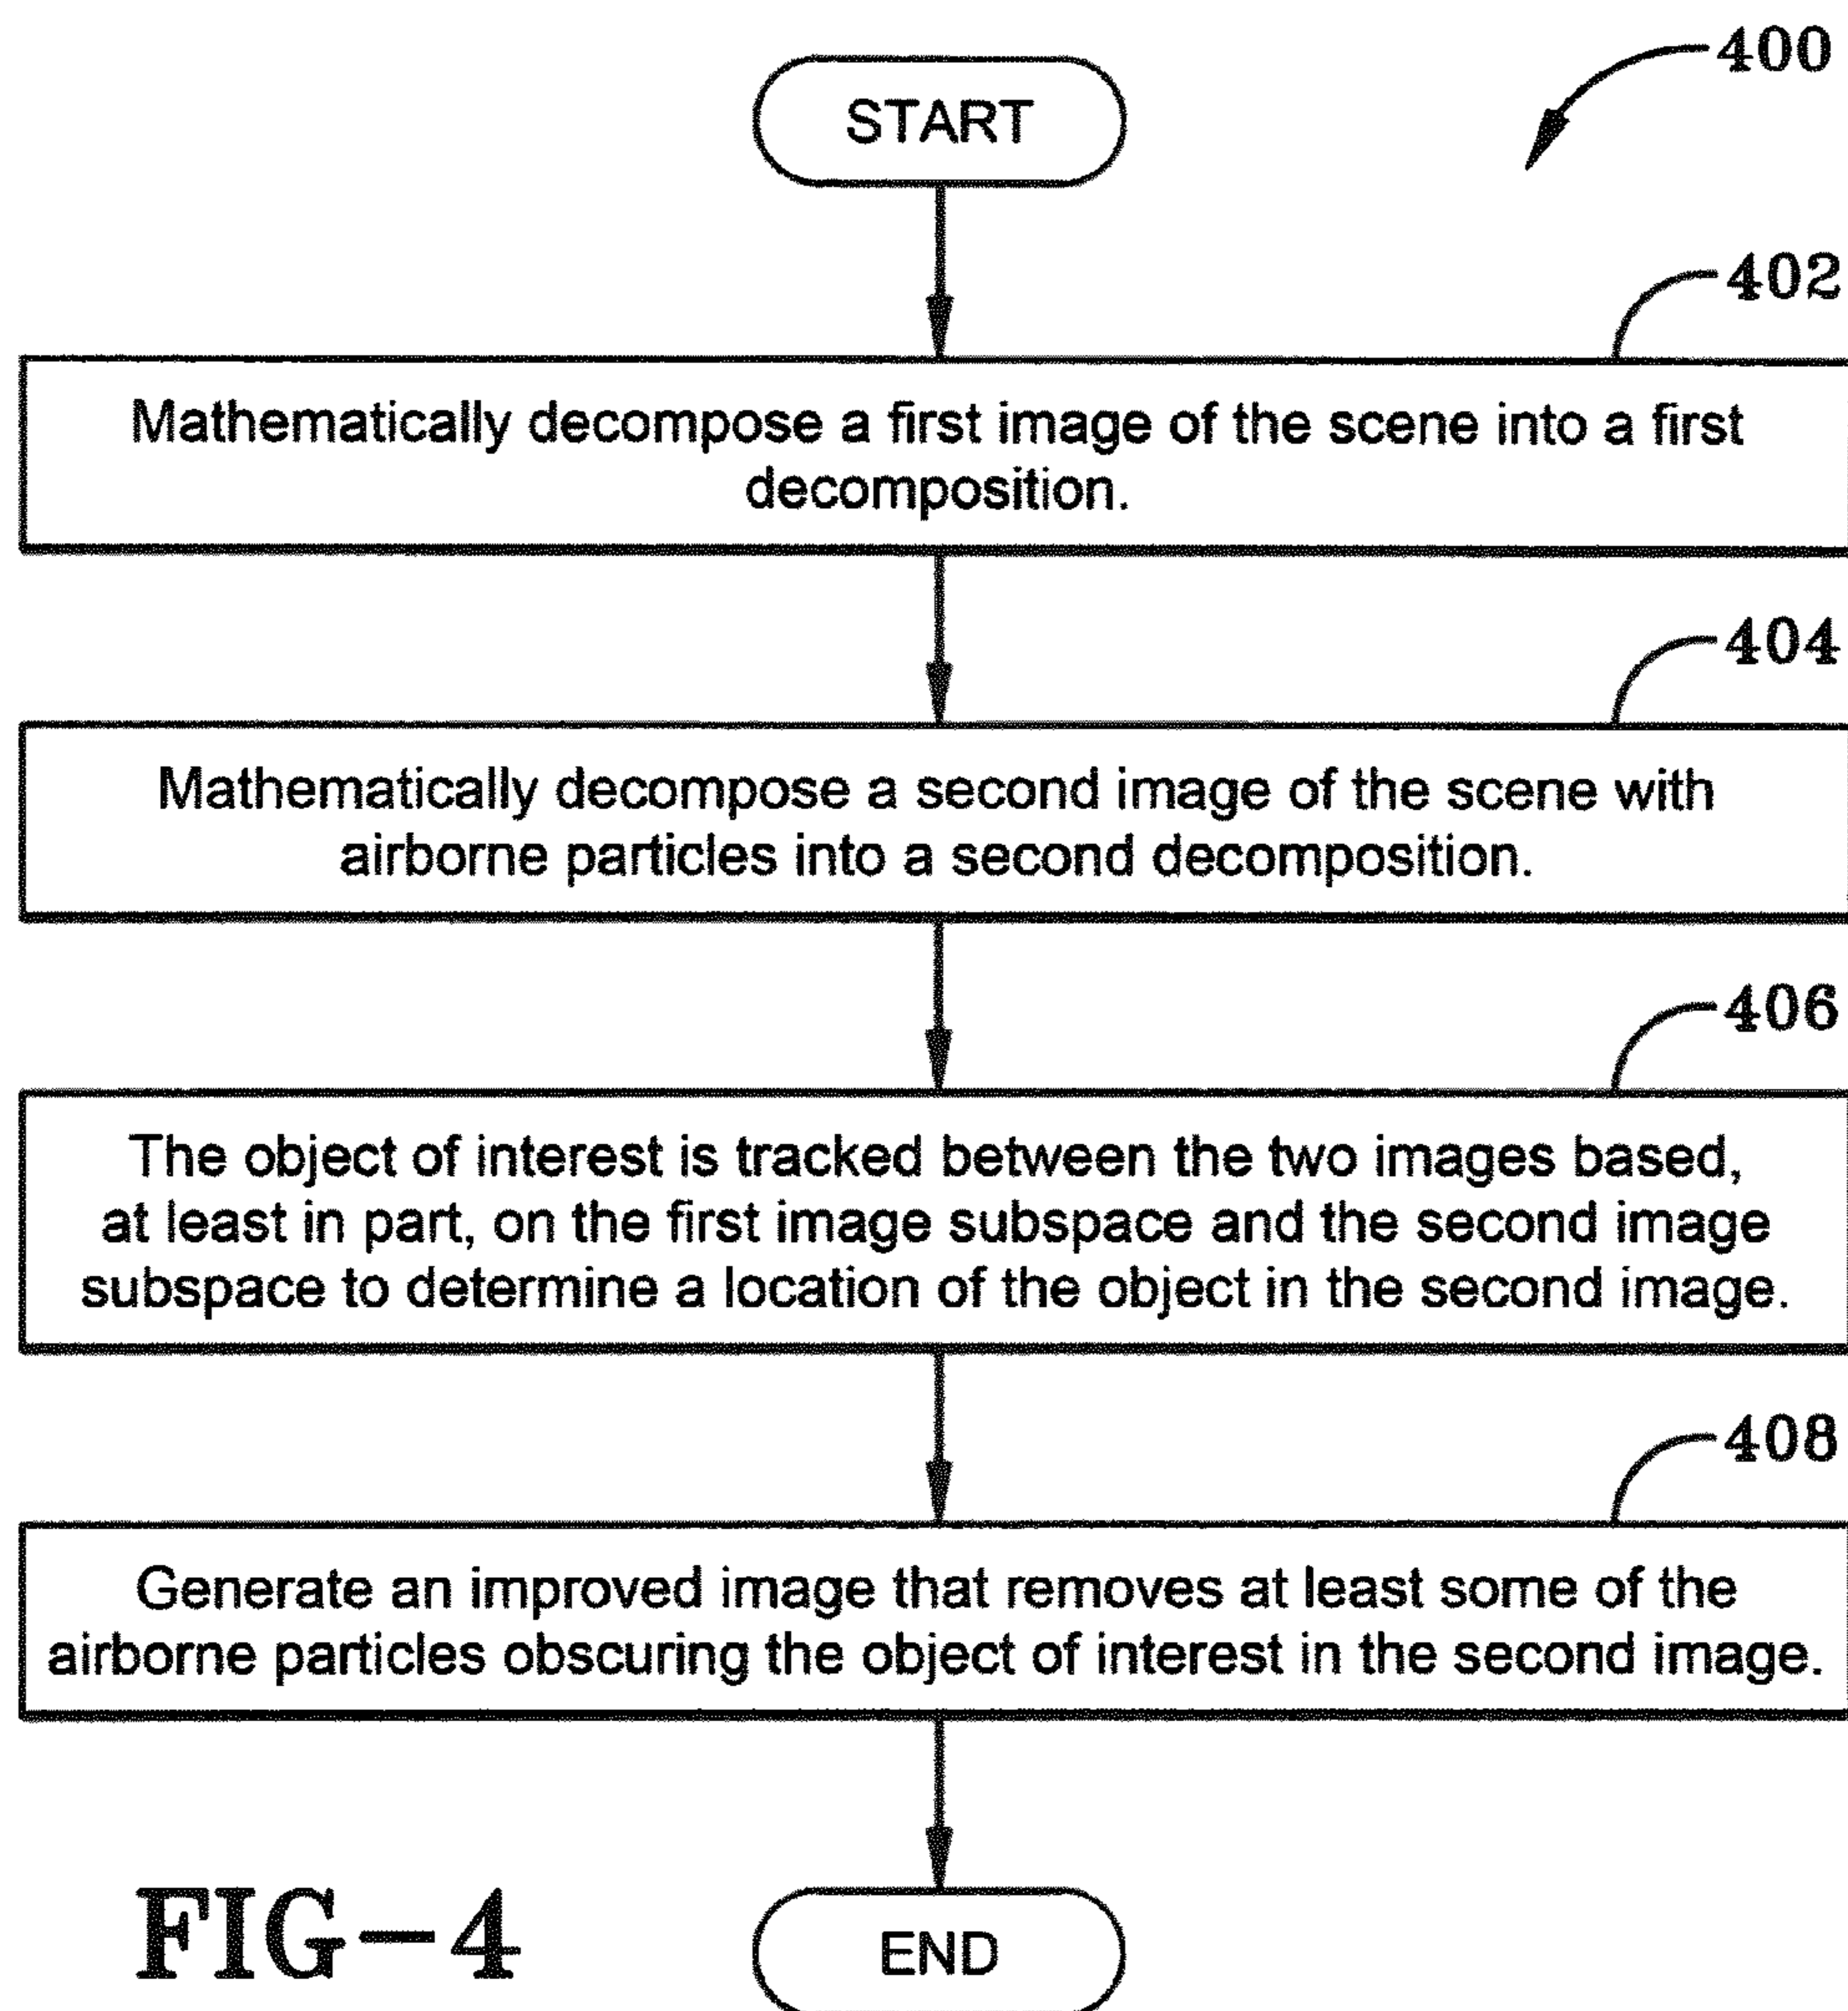 400
START
402
Mathematically decompose a first image of the scene into a first
decomposition.
404
Mathematically decompose a second image of the scene with
airborne particles into a second decomposition.
406
The object of interest is tracked between the two images based,
at least in part, on the first image subspace and the second image
subspace to determine a location of the object in the second image.
408
Generate an improved image that removes at least some of the
airborne particles obscuring the object of interest in the second image.
FIG-4
END